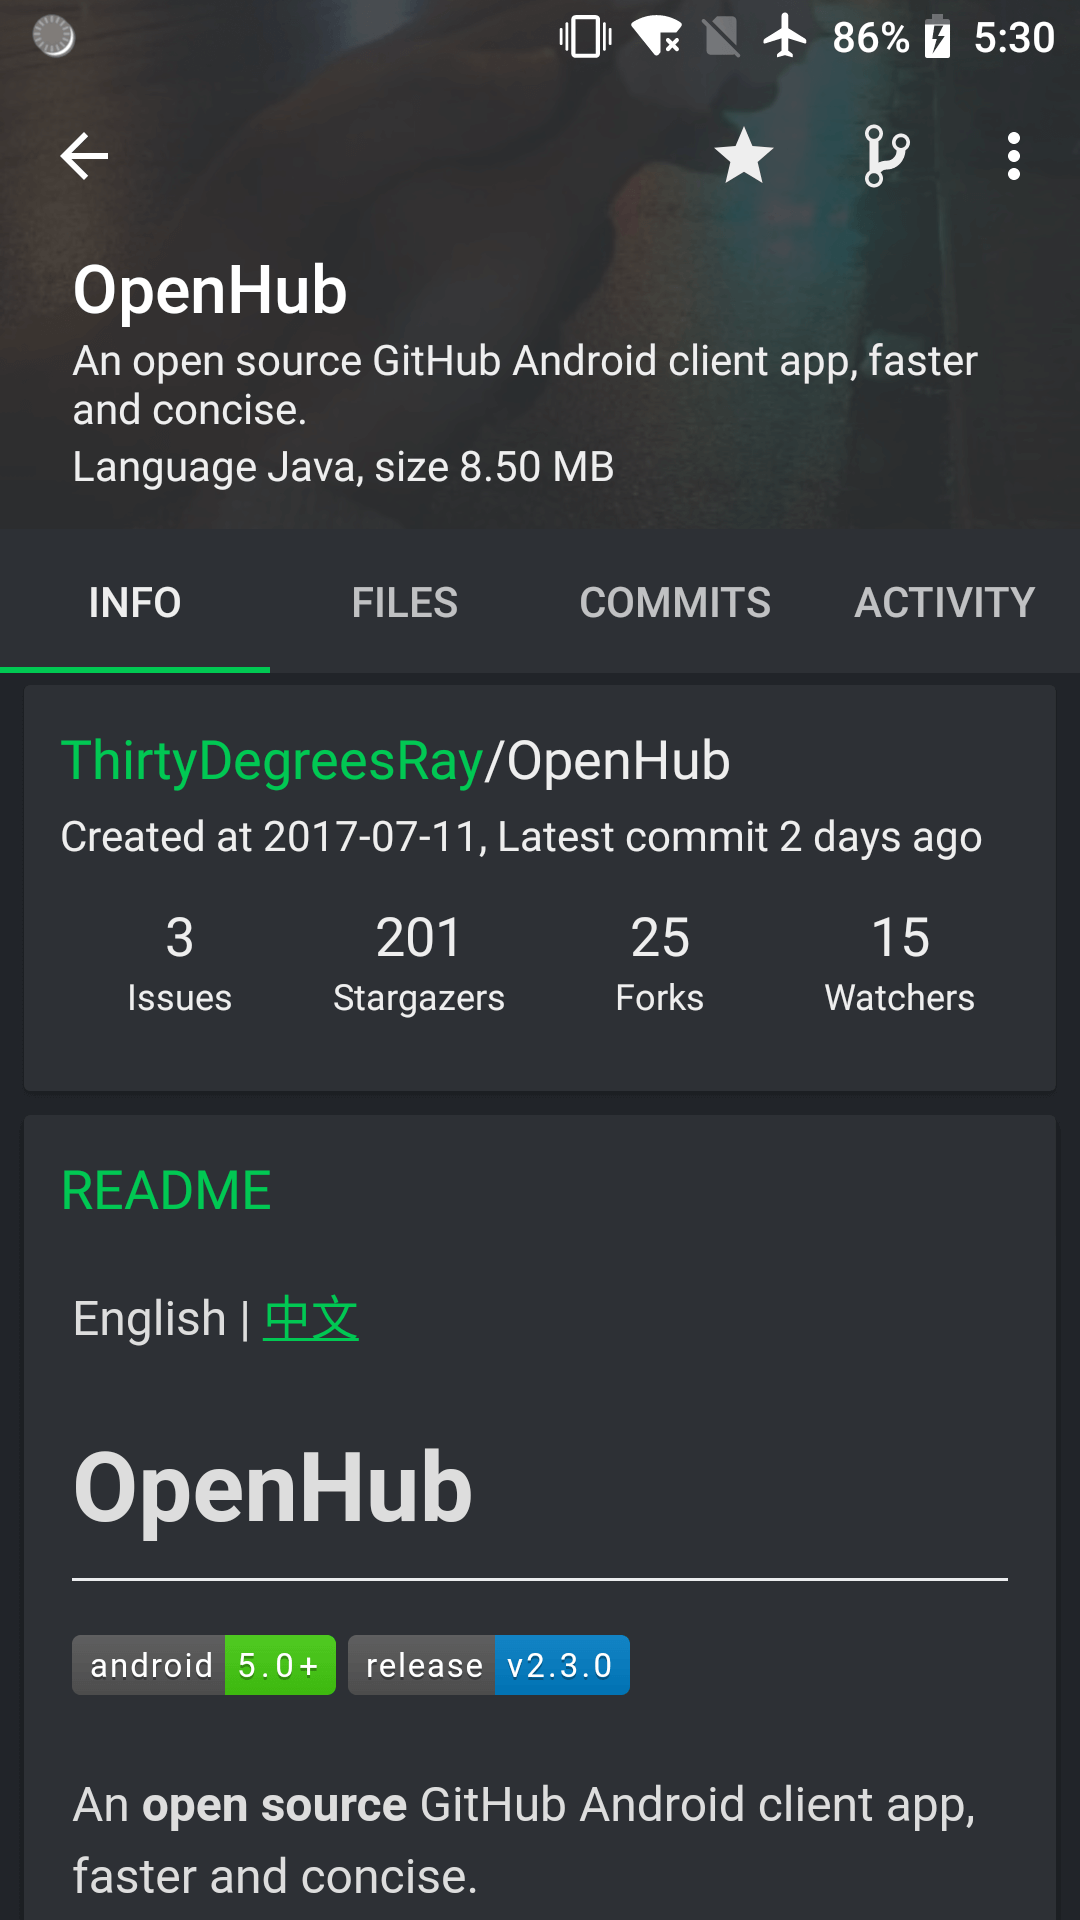 86% 5:30
OpenHub
An open source GitHub Android client app, faster
and concise.
Language Java, size 8.50 MB
INFO FILES COMMITS ACTIVITY
ThirtyDegreesRay/OpenHub
Created at 2017-07-11, Latest commit 2 days ago
3 201 25 15
Issues Stargazers Forks Watchers
README
English | 中文
OpenHub
android 5.0+ release v2.3.0
An open source GitHub Android client app,
faster and concise.